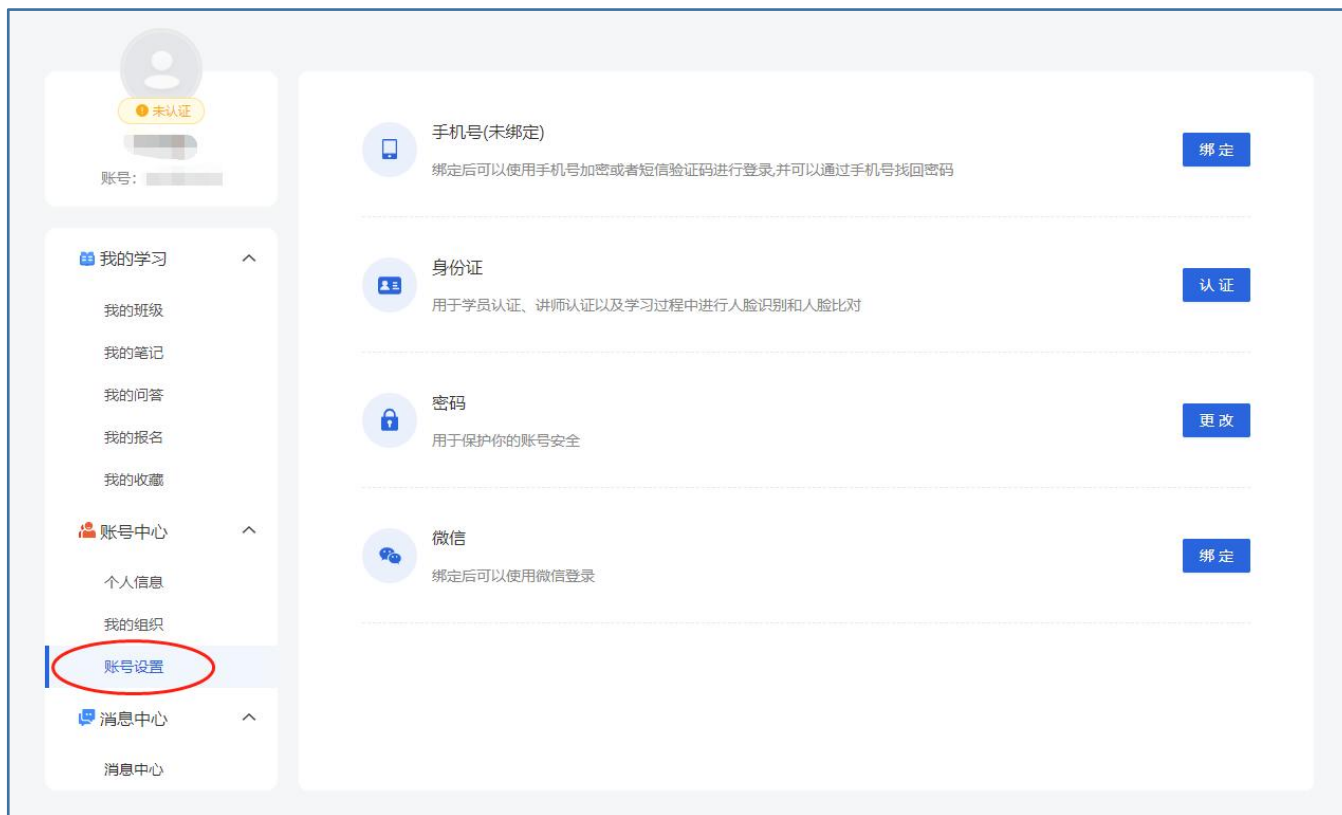 未认证
账号：
我的学习
我的班级
我的笔记
我的问答
我的报名
我的收藏
账号中心
个人信息
我的组织
账号设置
消息中心
消息中心
手机号(未绑定)
绑定后可以使用手机号加密或者短信验证码进行登录,并可以通过手机号找回密码
绑定
身份证
用于学员认证、讲师认证以及学习过程中进行人脸识别和人脸比对
认证
密码
用于保护你的账号安全
更改
微信
绑定后可以使用微信登录
绑定